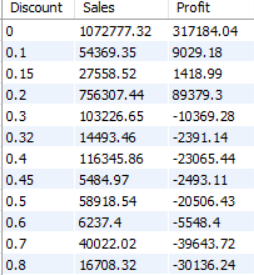 Discount Sales Profit
0 1072777.32 317184.04
0.1 54369.35 9029.18
0.15 27558.52 1418.99
0.2 756307.44 89379.3
0.3 103226.65 -10369.28
0.32 14493.46 -2391.14
0.4 116345.86 -23065.44
0.45 5484.97 -2493.11
0.5 58918.54 -20506.43
0.6 6237.4 -5548.4
0.7 40022.02 -39643.72
0.8 16708.32 -30136.24